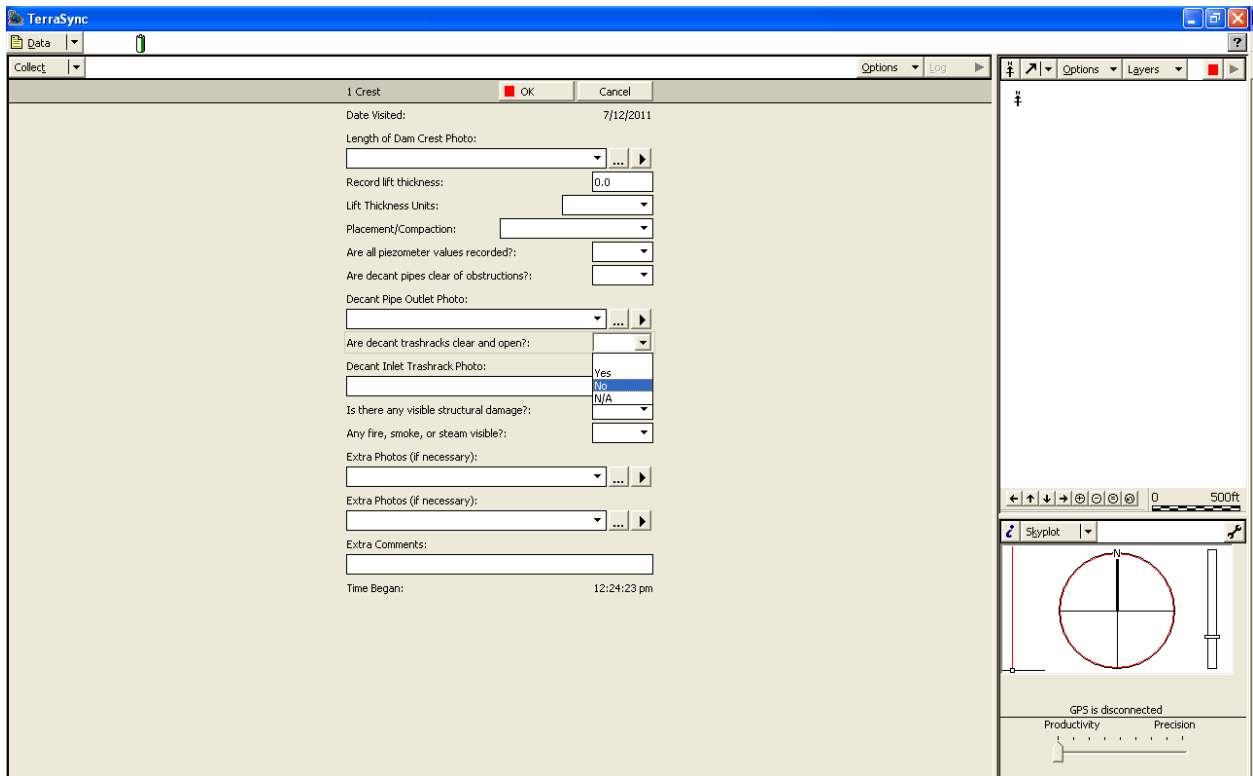 TerraSync
Data
?
Collect Options Log
Options Layers
1 Crest OK Cancel
N
Date Visited: 7/12/2011
Length of Dam Crest Photo:
...
Record lift thickness: 0.0
Lift Thickness Units:
Placement/Compaction:
Are all piezometer values recorded?:
Are decant pipes clear of obstructions?:
Decant Pipe Outlet Photo:
...
Are decant trashracks clear and open?:
Decant Inlet Trashrack Photo:
Yes
No
N/A
Is there any visible structural damage?:
Any fire, smoke, or steam visible?:
Extra Photos (if necessary):
...
Extra Photos (if necessary):
...
Extra Comments:
Time Began: 12:24:23 pm
0 500ft
i Skyplot
N
GPS is disconnected
Productivity Precision